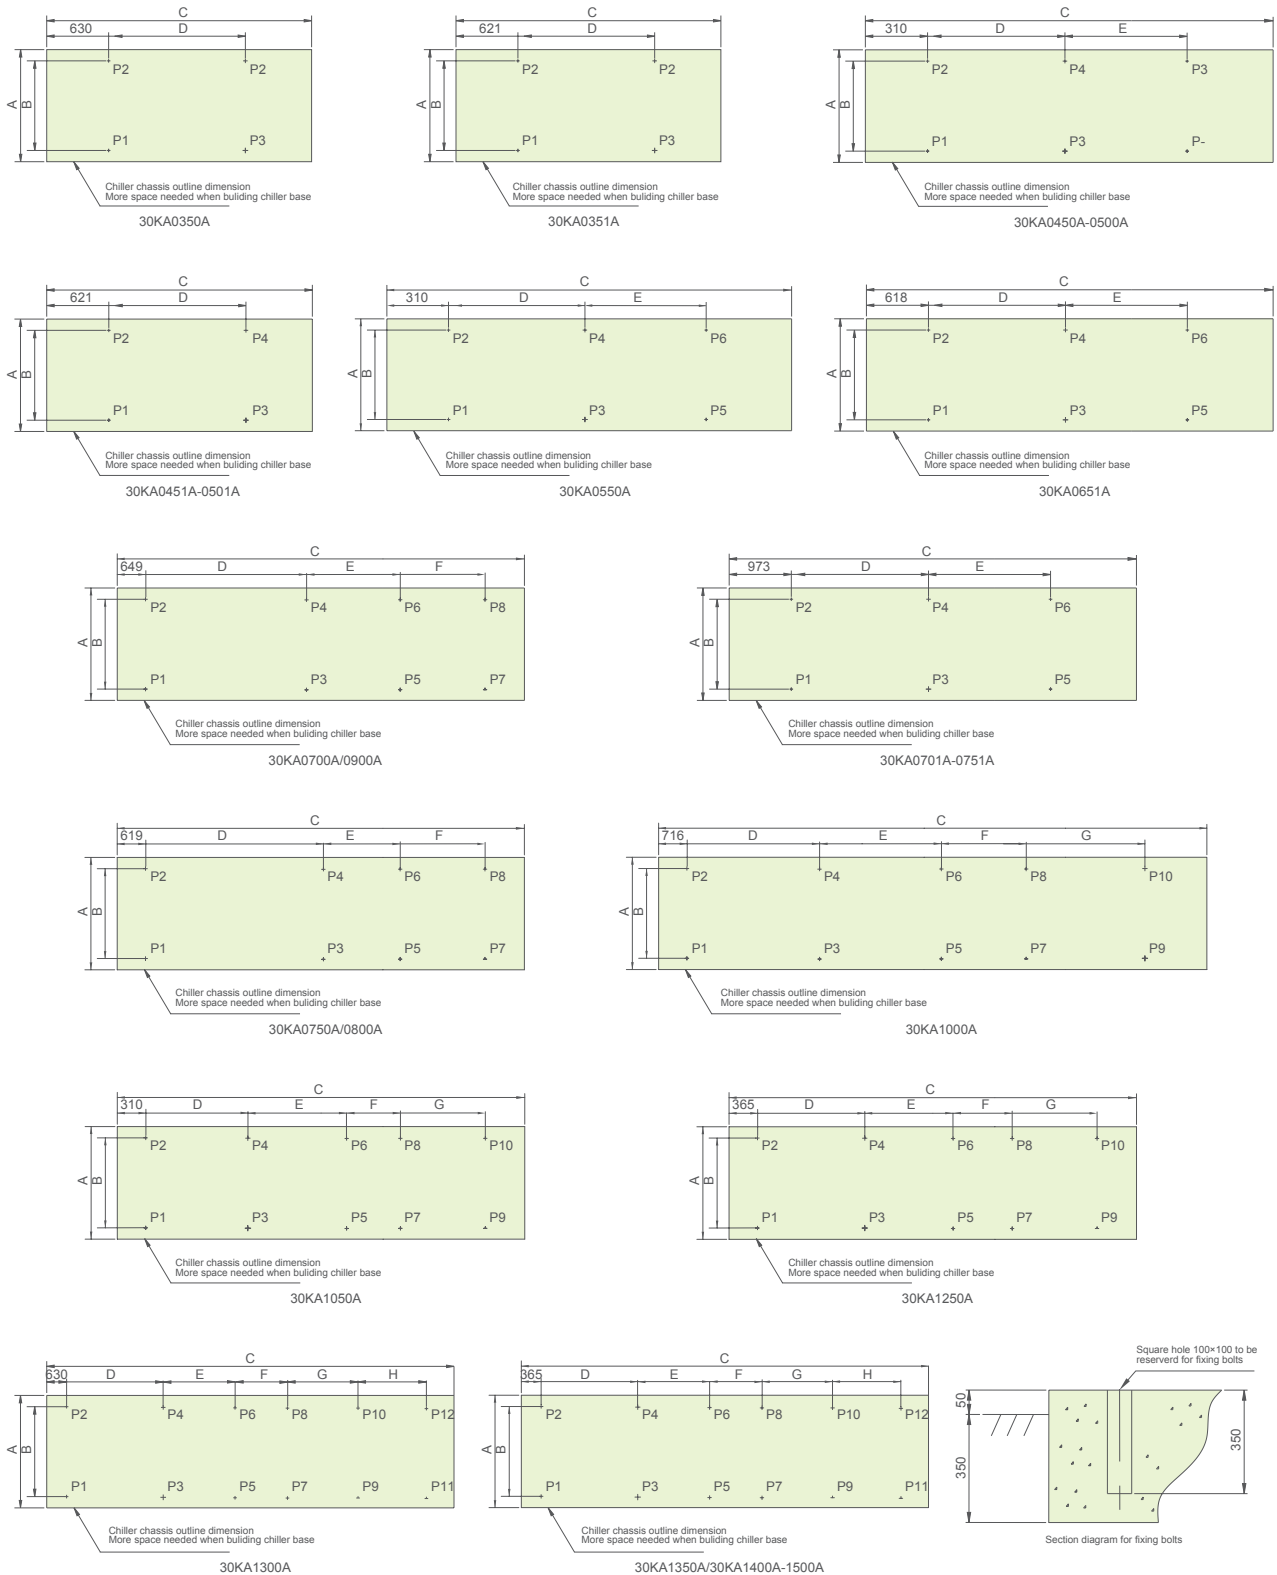 C
630 D
A B
P2 P2
P1 P3
Chiller chassis outline dimension
More space needed when buliding chiller base
30KA0350A
C
621 D
A B
P2 P2
P1 P3
Chiller chassis outline dimension
More space needed when buliding chiller base
30KA0351A
C
310 D E
A B
P2 P4 P3
P1 P3 P-
Chiller chassis outline dimension
More space needed when buliding chiller base
30KA0450A-0500A
C
621 D
A B
P2 P4
P1 P3
Chiller chassis outline dimension
More space needed when buliding chiller base
30KA0451A-0501A
C
310 D E
A B
P2 P4 P6
P1 P3 P5
Chiller chassis outline dimension
More space needed when buliding chiller base
30KA0550A
C
618 D E
A B
P2 P4 P6
P1 P3 P5
Chiller chassis outline dimension
More space needed when buliding chiller base
30KA0651A
C
649 D E F
A B
P2 P4 P6 P8
P1 P3 P5 P7
Chiller chassis outline dimension
More space needed when buliding chiller base
30KA0700A/0900A
C
973 D E
A B
P2 P4 P6
P1 P3 P5
Chiller chassis outline dimension
More space needed when buliding chiller base
30KA0701A-0751A
C
619 D E F
A B
P2 P4 P6 P8
P1 P3 P5 P7
Chiller chassis outline dimension
More space needed when buliding chiller base
30KA0750A/0800A
C
716 D E F G
A B
P2 P4 P6 P8 P10
P1 P3 P5 P7 P9
Chiller chassis outline dimension
More space needed when buliding chiller base
30KA1000A
C
310 D E F G
A B
P2 P4 P6 P8 P10
P1 P3 P5 P7 P9
Chiller chassis outline dimension
More space needed when buliding chiller base
30KA1050A
C
365 D E F G
A B
P2 P4 P6 P8 P10
P1 P3 P5 P7 P9
Chiller chassis outline dimension
More space needed when buliding chiller base
30KA1250A
C
630 D E F G H
A B
P2 P4 P6 P8 P10 P12
P1 P3 P5 P7 P9 P11
Chiller chassis outline dimension
More space needed when buliding chiller base
30KA1300A
C
365 D E F G H
A B
P2 P4 P6 P8 P10 P12
P1 P3 P5 P7 P9 P11
Chiller chassis outline dimension
More space needed when buliding chiller base
30KA1350A/30KA1400A-1500A
Square hole 100×100 to be
reserverd for fixing bolts
50
350
350
Section diagram for fixing bolts